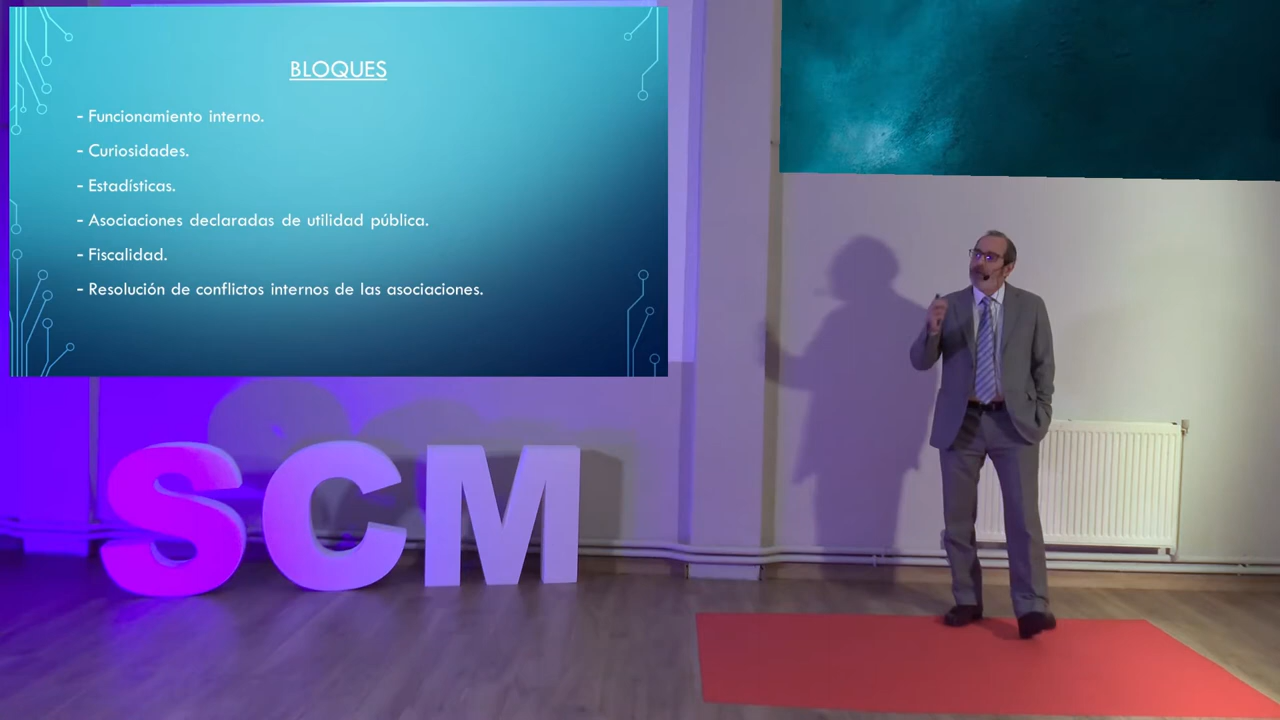 BLOQUES
- Funcionamiento interno.
- Curiosidades.
- Estadísticas.
- Asociaciones declaradas de utilidad pública.
- Fiscalidad.
- Resolución de conflictos internos de las asociaciones.
SCM